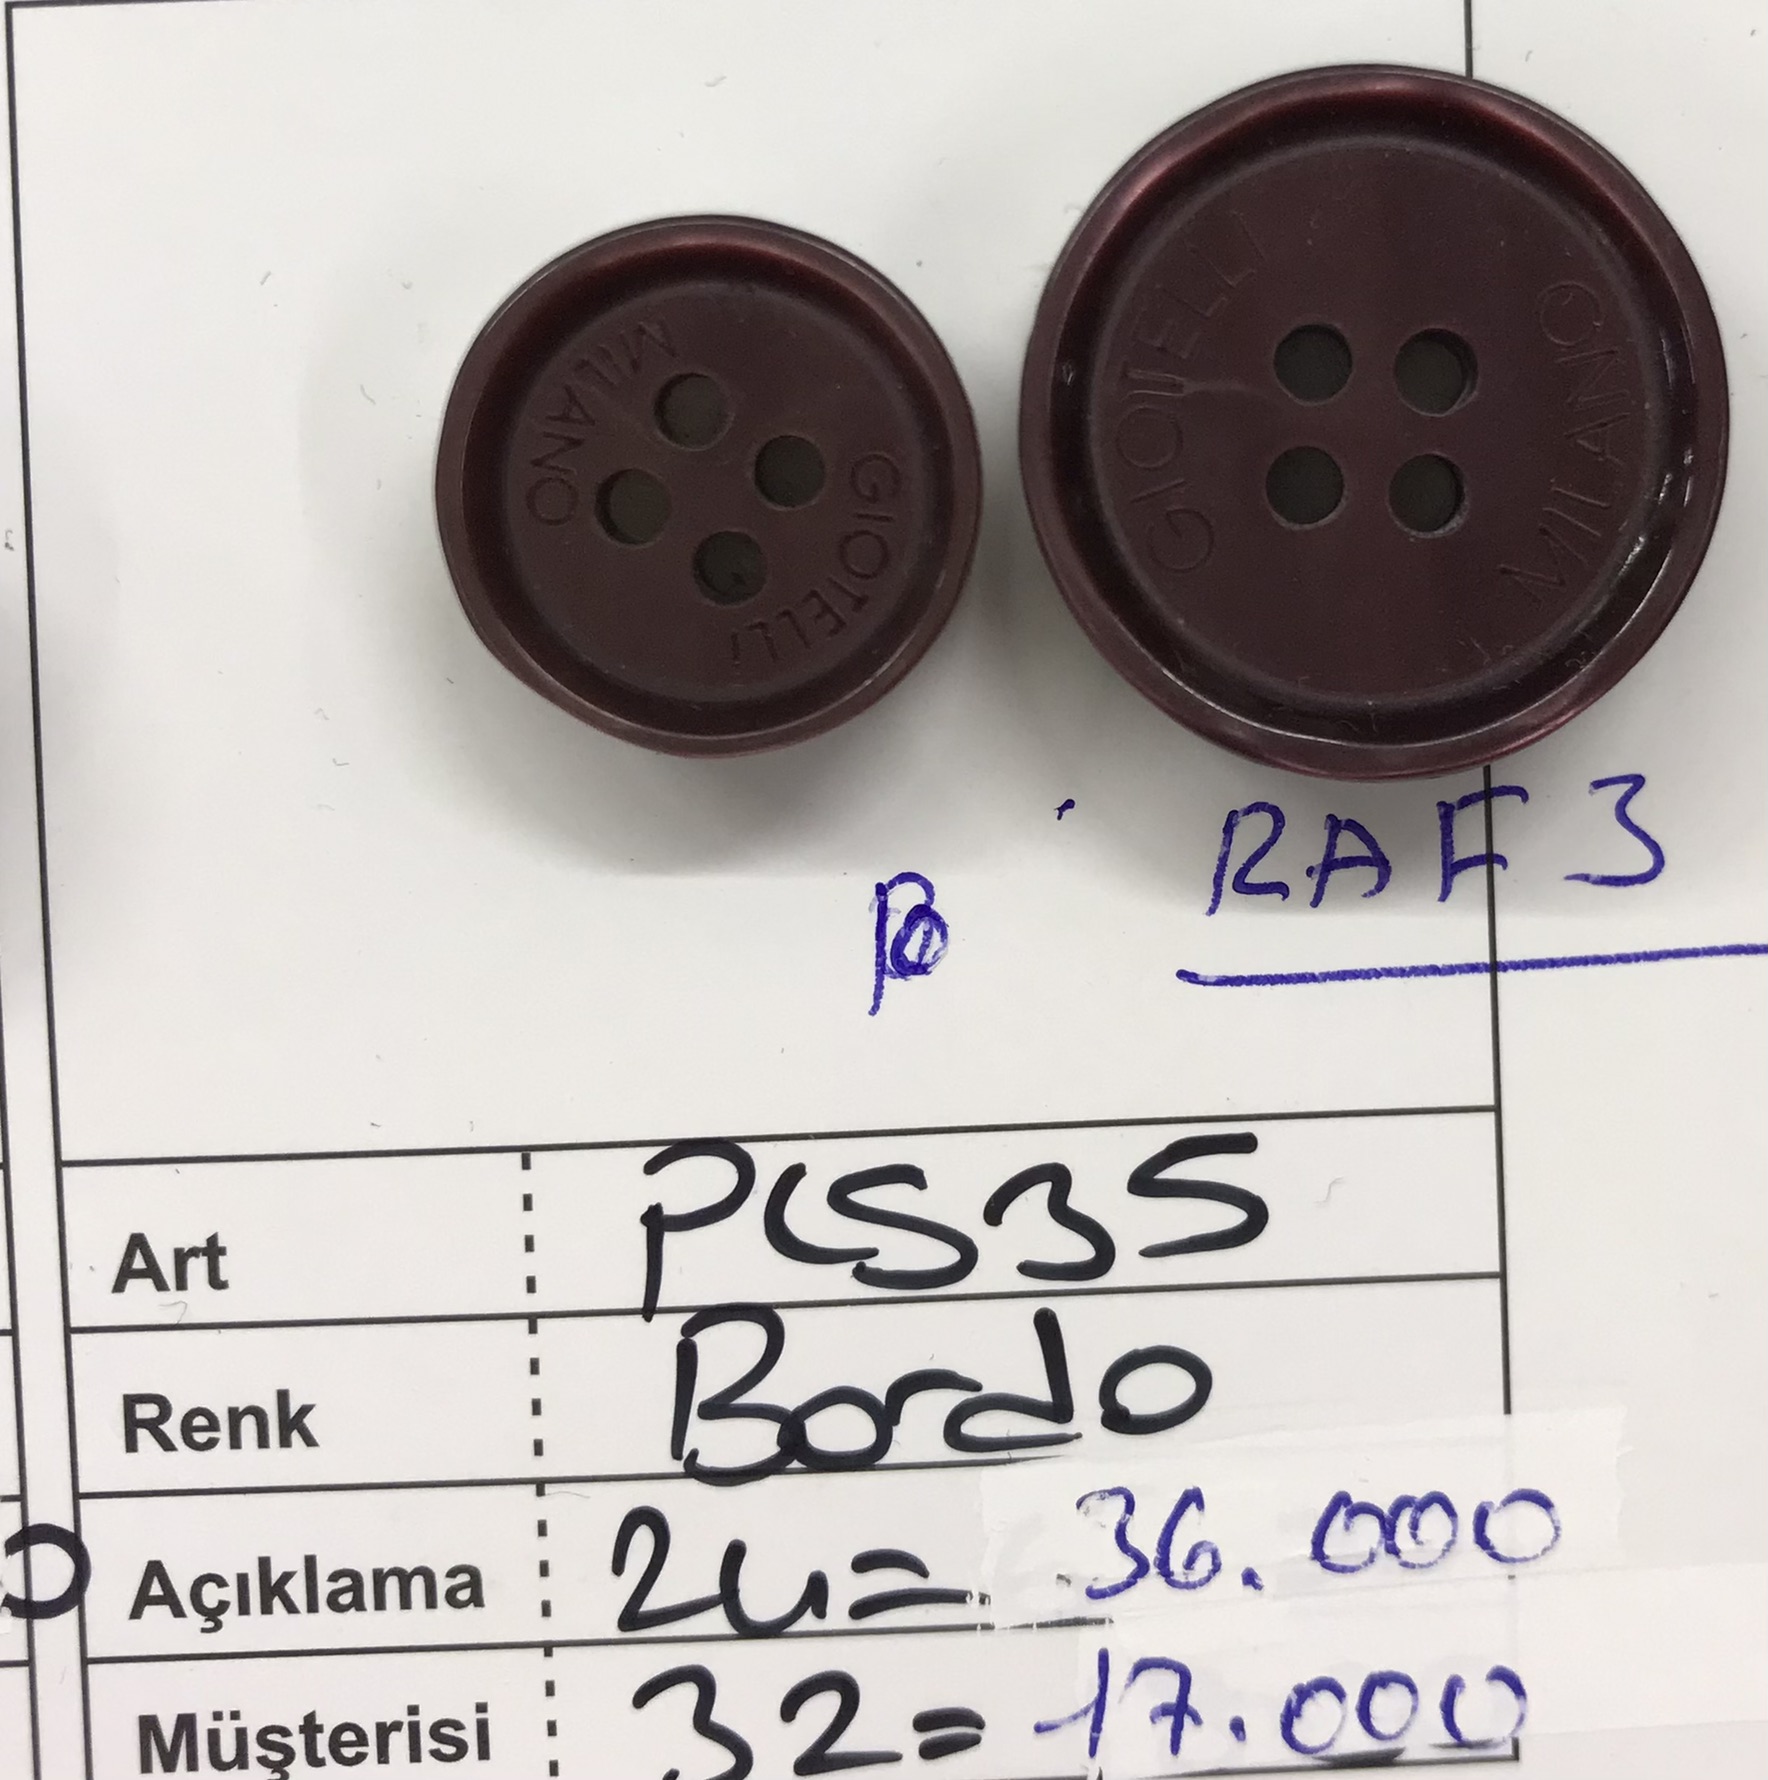 MILANO
GIOTELLI
GIOTELLI
MILANO
RAF 3
Art : PCS35
Renk : Bordo
Açıklama : 24= 36.000
Müşterisi : 32= 17.000